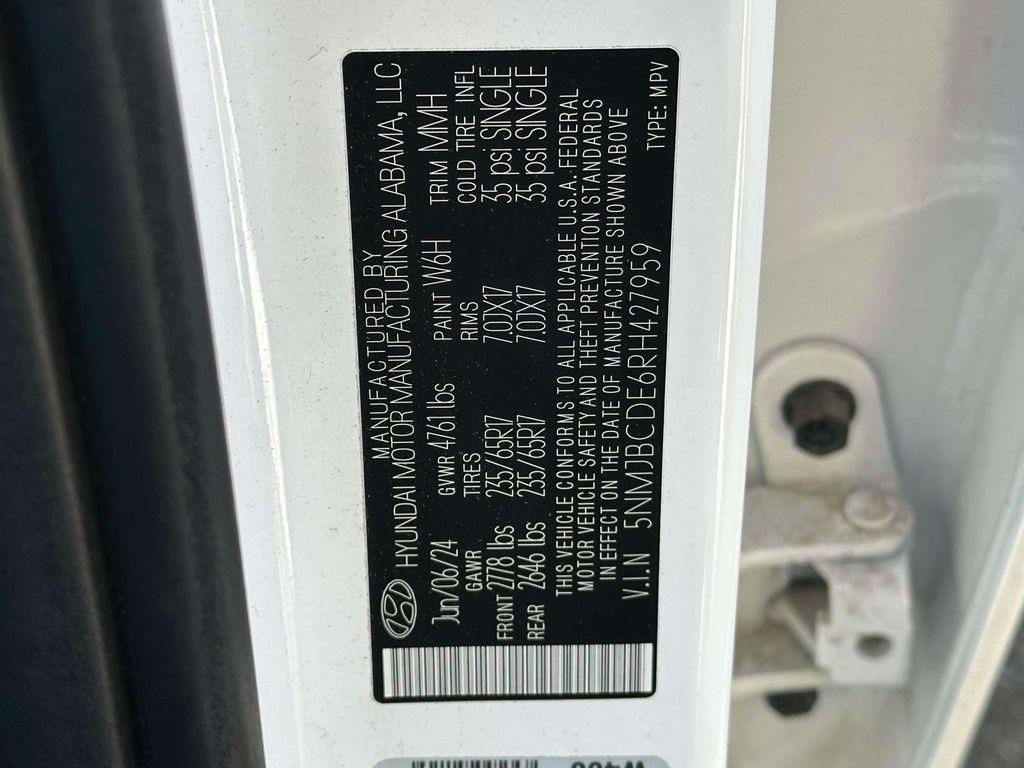 MANUFACTURED BY
HYUNDAI MOTOR MANUFACTURING ALABAMA, LLC
Jun/06/24 GVWR 4761 lbs PAINT W6H TRIM MMH
GAWR TIRES RIMS COLD TIRE INFL
FRONT 2778 lbs 235/65R17 7.0JX17 35 psi SINGLE
REAR 2646 lbs 235/65R17 7.0JX17 35 psi SINGLE
THIS VEHICLE CONFORMS TO ALL APPLICABLE U.S.A. FEDERAL
MOTOR VEHICLE SAFETY AND THEFT PREVENTION STANDARDS
IN EFFECT ON THE DATE OF MANUFACTURE SHOWN ABOVE
V.I.N 5NMJBCDE6RH427959
TYPE: MPV